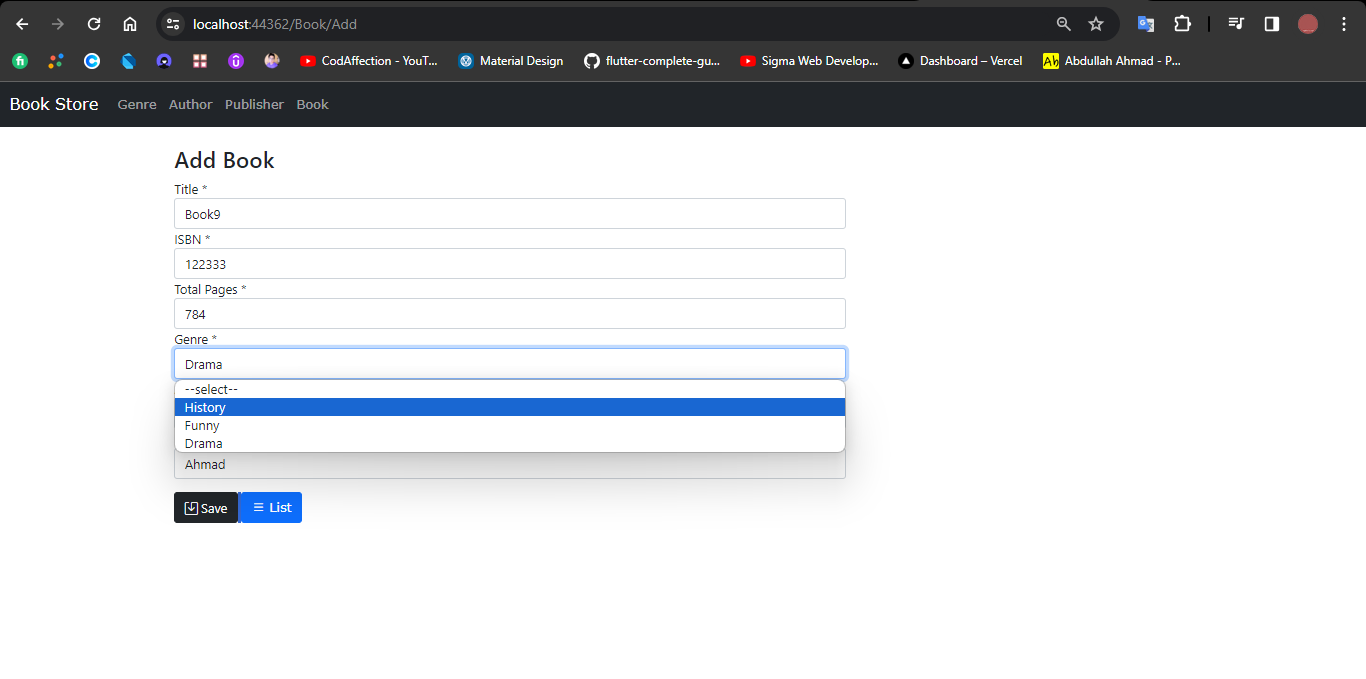 localhost:44362/Book/Add
CodAffection - YouT... Material Design flutter-complete-gu... Sigma Web Develop... Dashboard – Vercel Ah Abdullah Ahmad - P...
Book Store Genre Author Publisher Book
Add Book
Title *
Book9
ISBN *
122333
Total Pages *
784
Genre *
Drama
--select--
History
Funny
Drama
Ahmad
Save List